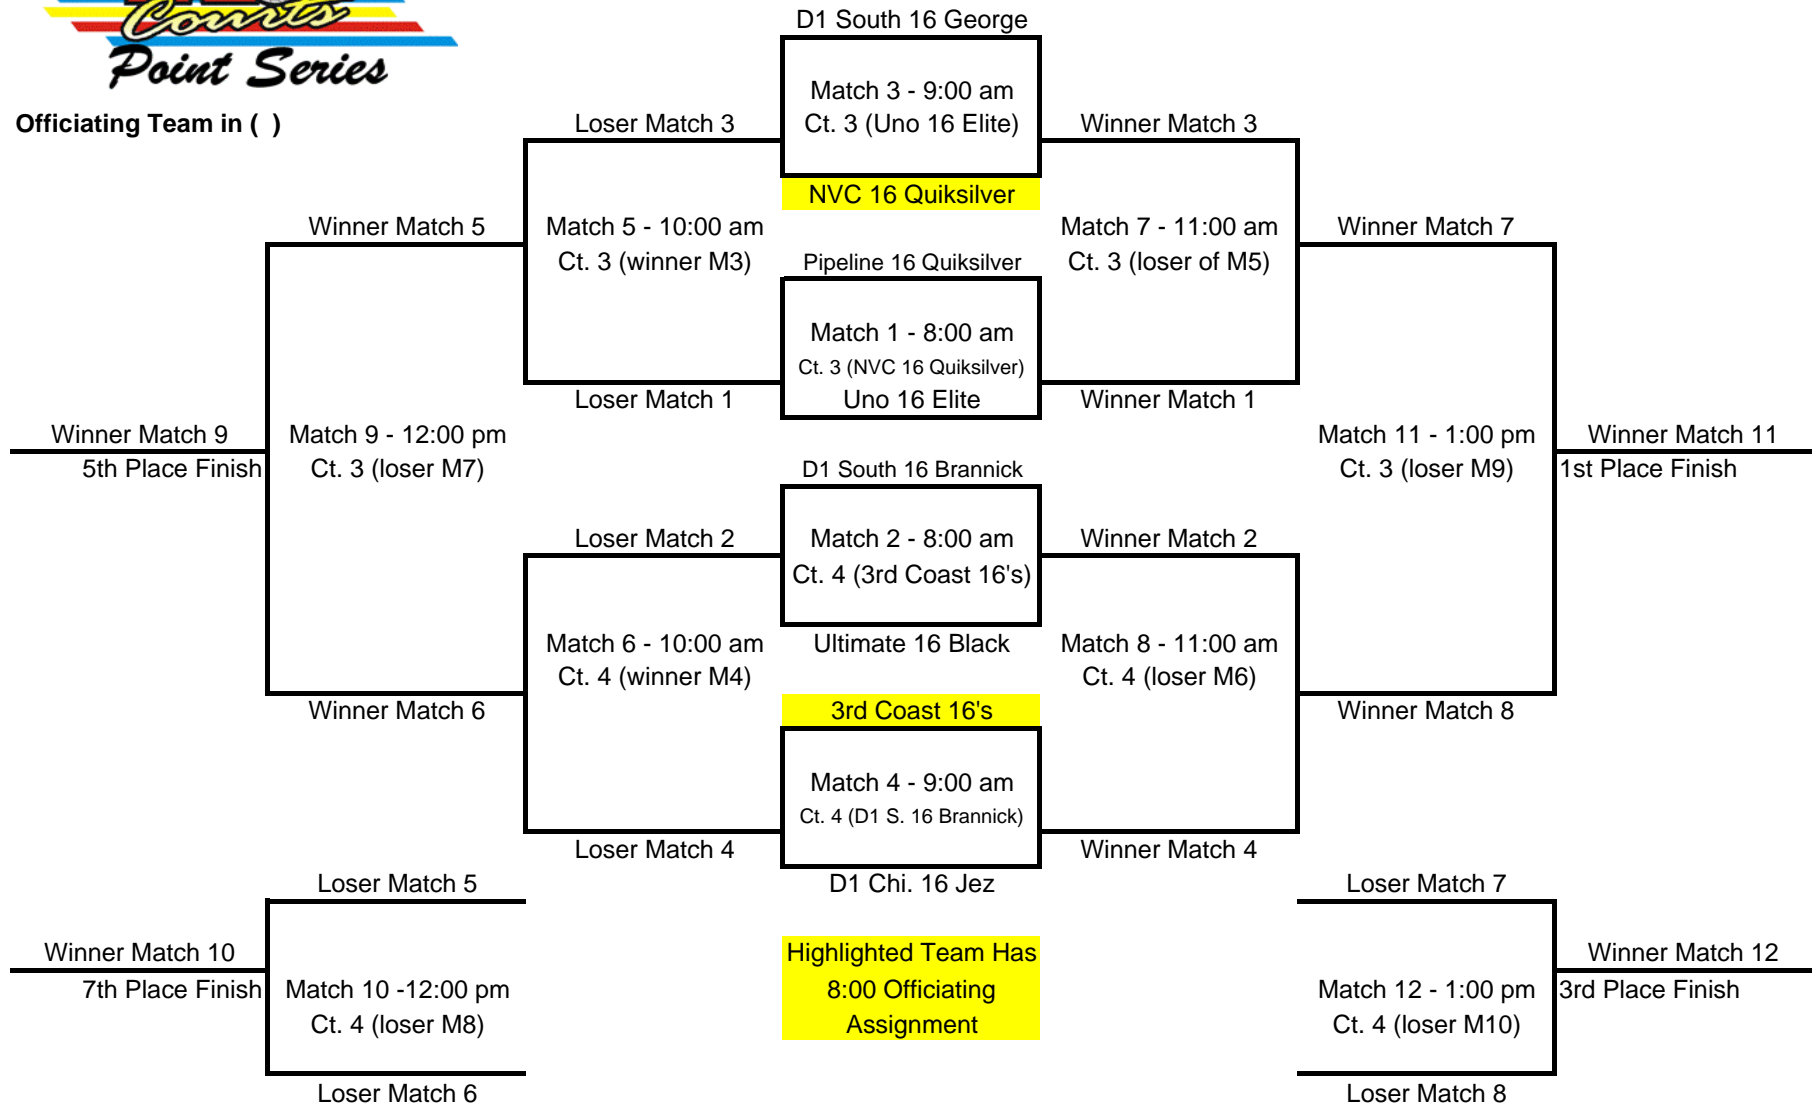 Courts
Point Series
Officiating Team in ( )
D1 South 16 George
Match 3 - 9:00 am
Ct. 3 (Uno 16 Elite)
Loser Match 3
Winner Match 3
NVC 16 Quiksilver
Winner Match 5
Match 5 - 10:00 am
Ct. 3 (winner M3)
Match 7 - 11:00 am
Ct. 3 (loser of M5)
Winner Match 7
Pipeline 16 Quiksilver
Match 1 - 8:00 am
Ct. 3 (NVC 16 Quiksilver)
Uno 16 Elite
Loser Match 1
Winner Match 1
Winner Match 9
5th Place Finish
Match 9 - 12:00 pm
Ct. 3 (loser M7)
Match 11 - 1:00 pm
Ct. 3 (loser M9)
Winner Match 11
1st Place Finish
D1 South 16 Brannick
Loser Match 2
Match 2 - 8:00 am
Ct. 4 (3rd Coast 16's)
Winner Match 2
Ultimate 16 Black
Match 6 - 10:00 am
Ct. 4 (winner M4)
Match 8 - 11:00 am
Ct. 4 (loser M6)
Winner Match 6
3rd Coast 16's
Winner Match 8
Match 4 - 9:00 am
Ct. 4 (D1 S. 16 Brannick)
Loser Match 4
Winner Match 4
D1 Chi. 16 Jez
Loser Match 5
Loser Match 7
Winner Match 10
7th Place Finish
Match 10 -12:00 pm
Ct. 4 (loser M8)
Highlighted Team Has
8:00 Officiating
Assignment
Match 12 - 1:00 pm
Ct. 4 (loser M10)
Winner Match 12
3rd Place Finish
Loser Match 6
Loser Match 8